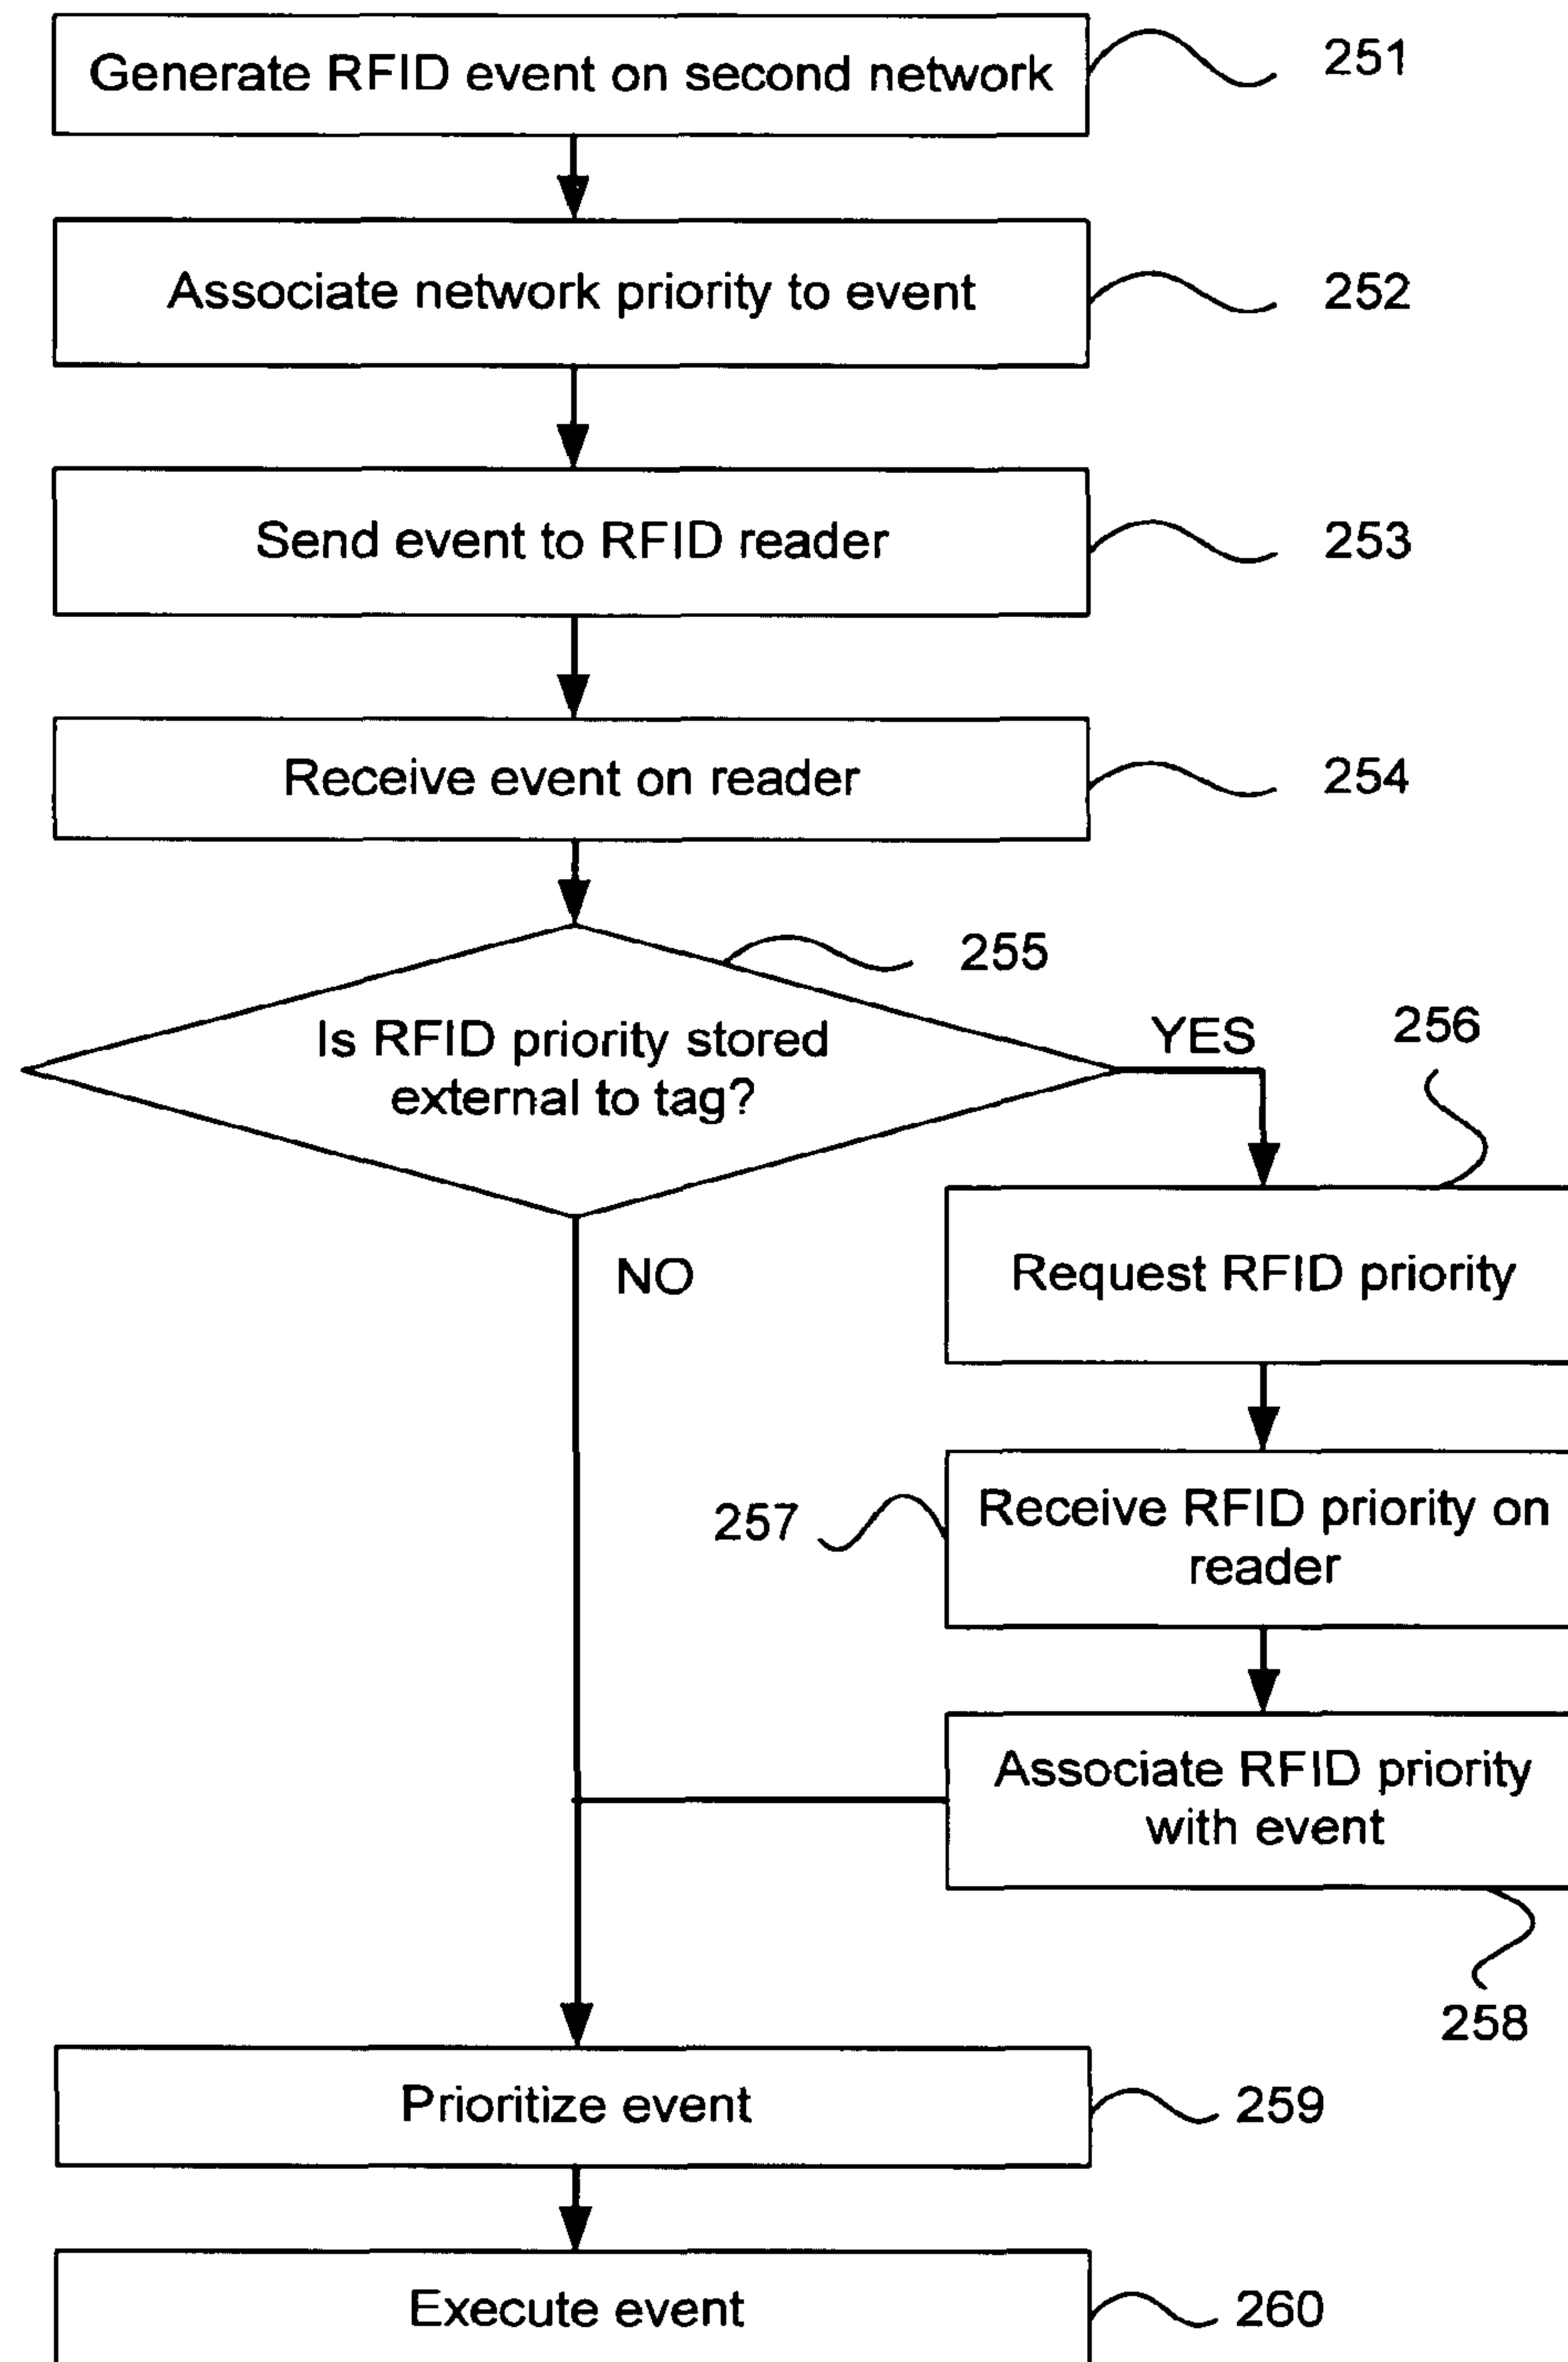 Generate RFID event on second network
251
Associate network priority to event
252
Send event to RFID reader
253
Receive event on reader
254
255
Is RFID priority stored
external to tag?
YES
256
NO
Request RFID priority
257
Receive RFID priority on
reader
Associate RFID priority
with event
258
Prioritize event
259
Execute event
260